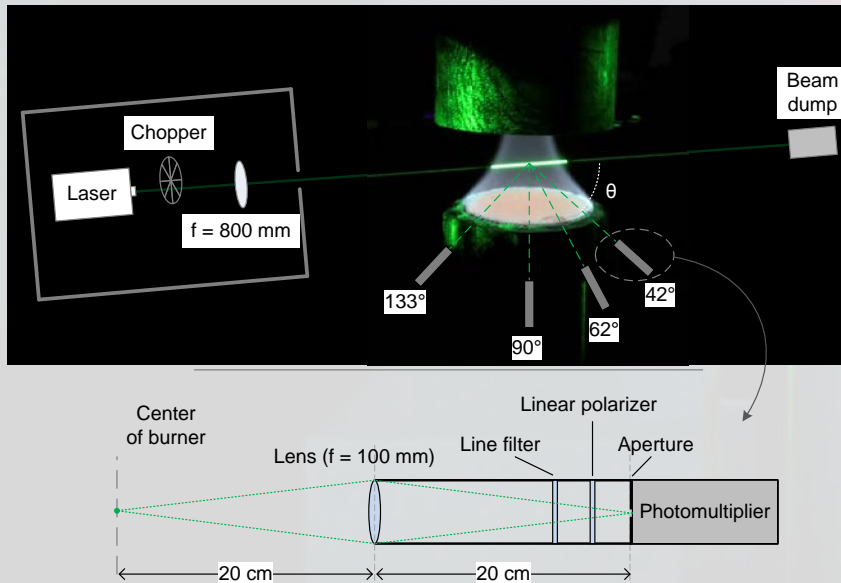 Beam
dump
Chopper
Laser
f = 800 mm
θ
133°
90°
62°
42°
Center
of burner
Linear polarizer
Line filter
Aperture
Lens (f = 100 mm)
Photomultiplier
20 cm
20 cm